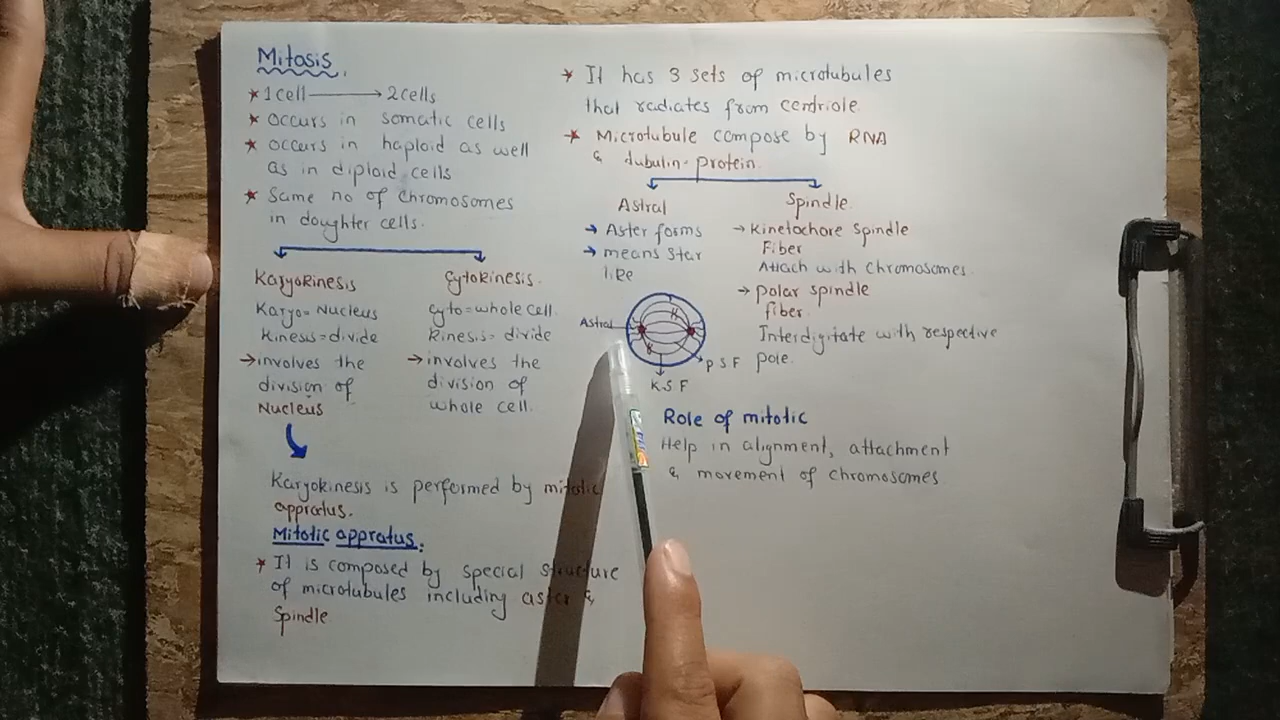 Mitosis.
* 1 cell → 2 cells
* occurs in somatic cells
* occurs in haploid as well
as in diploid cells
* Same no of chromosomes
in doughter cells.
Karyokinesis
Karyo = Nucleus
kinesis = divide
→ involves the
division of
Nucleus
Cytokinesis.
Cyto = whole cell.
kinesis = divide
→ involves the
division of
whole cell.
Karyokinesis is performed by mitotic
appratus.
Mitotic appratus:
* It is composed by special structure
of microtubules including aster &
Spindle
* It has 3 sets of microtubules
that radiates from centriole
* Microtubule compose by RNA
& tubulin-protein.
Astral
→ Aster forms
→ means star
like
Spindle.
→ kinetochore spindle
Fiber
Attach with chromosomes.
→ polar spindle
fiber.
Interdigitate with respective
pole.
Astral
K
K
P S F
K.S F
Role of mitotic
Help in alignment, attachment
& movement of chromosomes